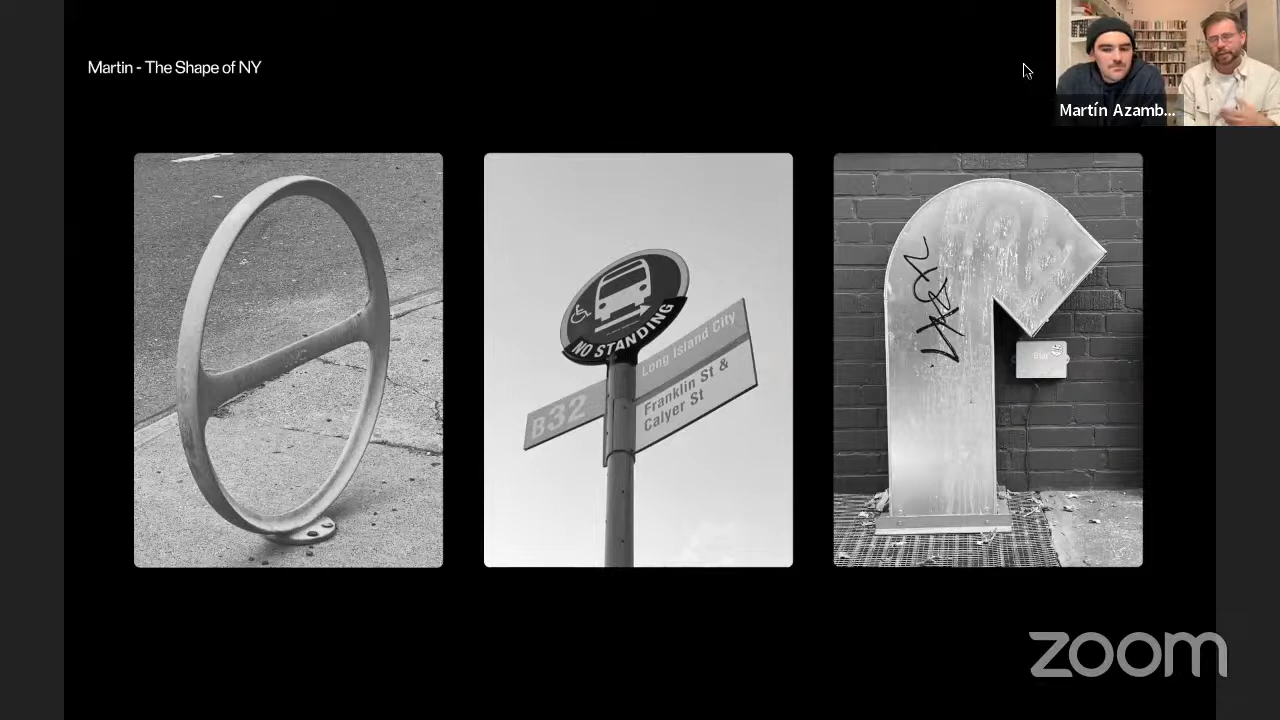 Martin - The Shape of NY
Martín Azamb...
NO STANDING
Long Island City
B32
Franklin St &
Calyer St
zoom